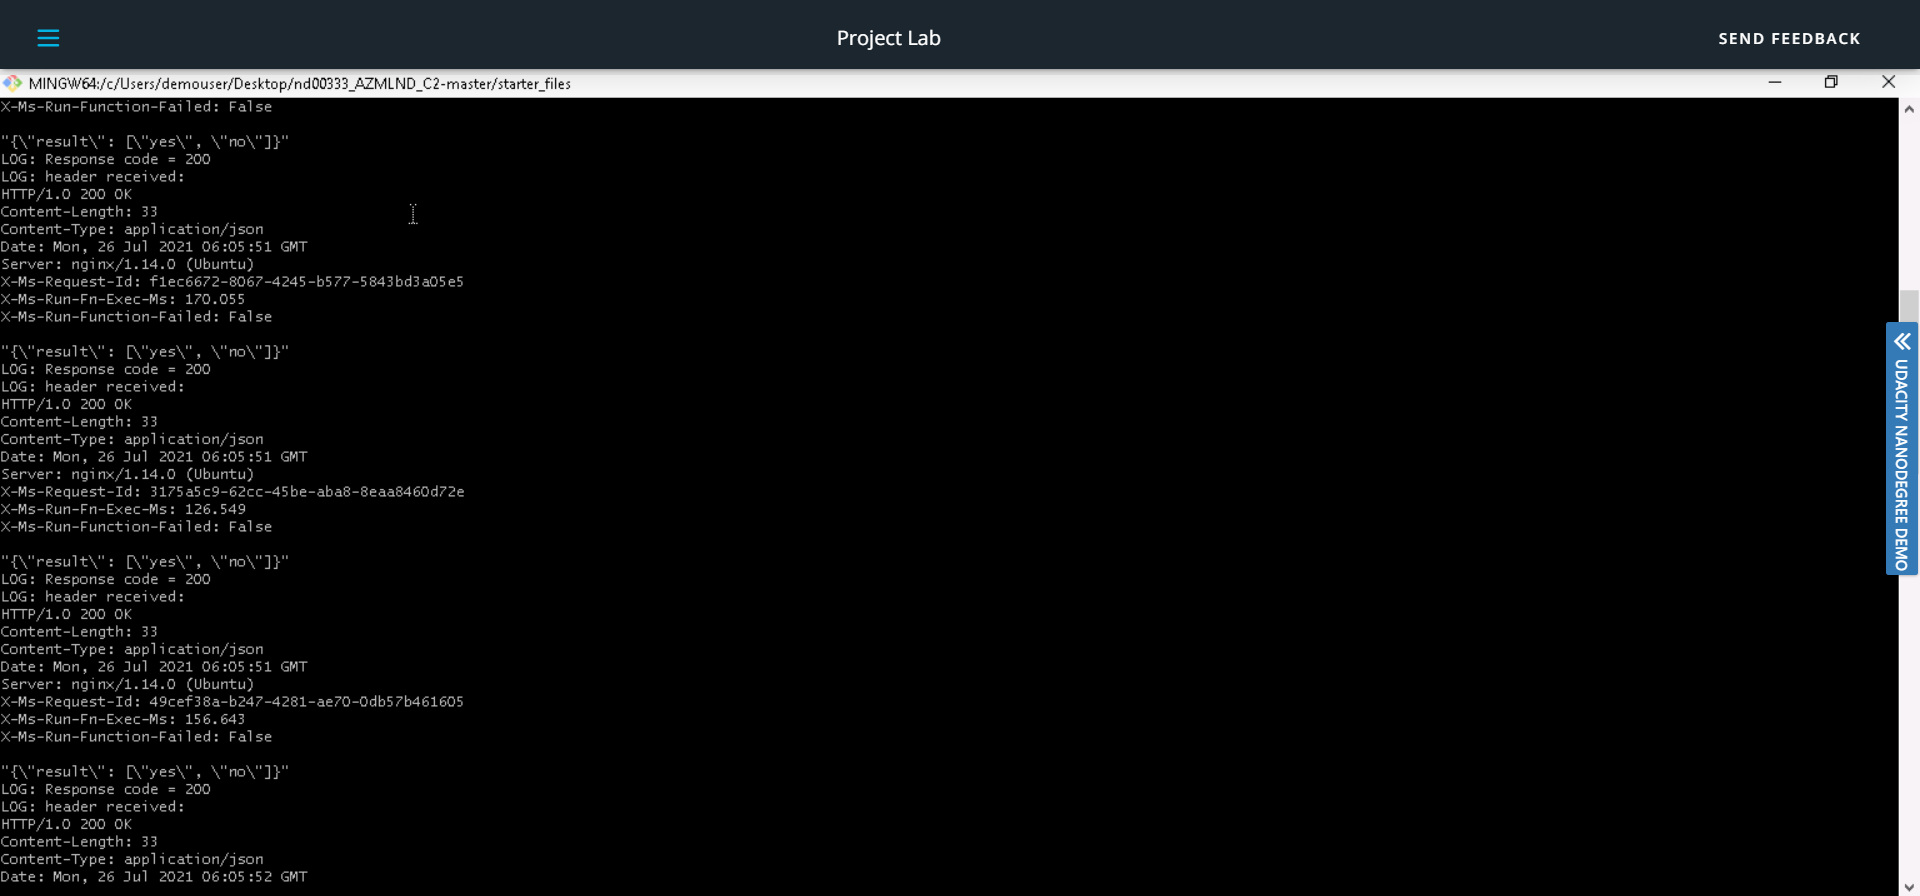 Project Lab
SEND FEEDBACK
MINGW64:/c/Users/demouser/Desktop/nd00333_AZMLND_C2-master/starter_files
X-Ms-Run-Function-Failed: False
"{\"result\": [\"yes\", \"no\"]}"
LOG: Response code = 200
LOG: header received:
HTTP/1.0 200 OK
Content-Length: 33
Content-Type: application/json
Date: Mon, 26 Jul 2021 06:05:51 GMT
Server: nginx/1.14.0 (Ubuntu)
X-Ms-Request-Id: f1ec6672-8067-4245-b577-5843bd3a05e5
X-Ms-Run-Fn-Exec-Ms: 170.055
X-Ms-Run-Function-Failed: False
"{\"result\": [\"yes\", \"no\"]}"
LOG: Response code = 200
LOG: header received:
HTTP/1.0 200 OK
Content-Length: 33
Content-Type: application/json
Date: Mon, 26 Jul 2021 06:05:51 GMT
Server: nginx/1.14.0 (Ubuntu)
X-Ms-Request-Id: 3175a5c9-62cc-45be-aba8-8eaa8460d72e
X-Ms-Run-Fn-Exec-Ms: 126.549
X-Ms-Run-Function-Failed: False
"{\"result\": [\"yes\", \"no\"]}"
LOG: Response code = 200
LOG: header received:
HTTP/1.0 200 OK
Content-Length: 33
Content-Type: application/json
Date: Mon, 26 Jul 2021 06:05:51 GMT
Server: nginx/1.14.0 (Ubuntu)
X-Ms-Request-Id: 49cef38a-b247-4281-ae70-0db57b461605
X-Ms-Run-Fn-Exec-Ms: 156.643
X-Ms-Run-Function-Failed: False
"{\"result\": [\"yes\", \"no\"]}"
LOG: Response code = 200
LOG: header received:
HTTP/1.0 200 OK
Content-Length: 33
Content-Type: application/json
Date: Mon, 26 Jul 2021 06:05:52 GMT
UDACITY NANODEGREE DEMO